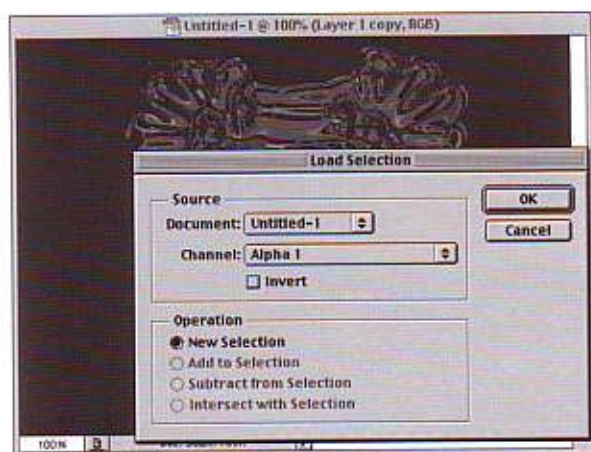 Untitled-1 @ 100% (Layer 1 copy, RGB)
Load Selection
Source
Document: Untitled-1
Channel: Alpha 1
Invert
OK
Cancel
Operation
New Selection
Add to Selection
Subtract from Selection
Intersect with Selection
100%